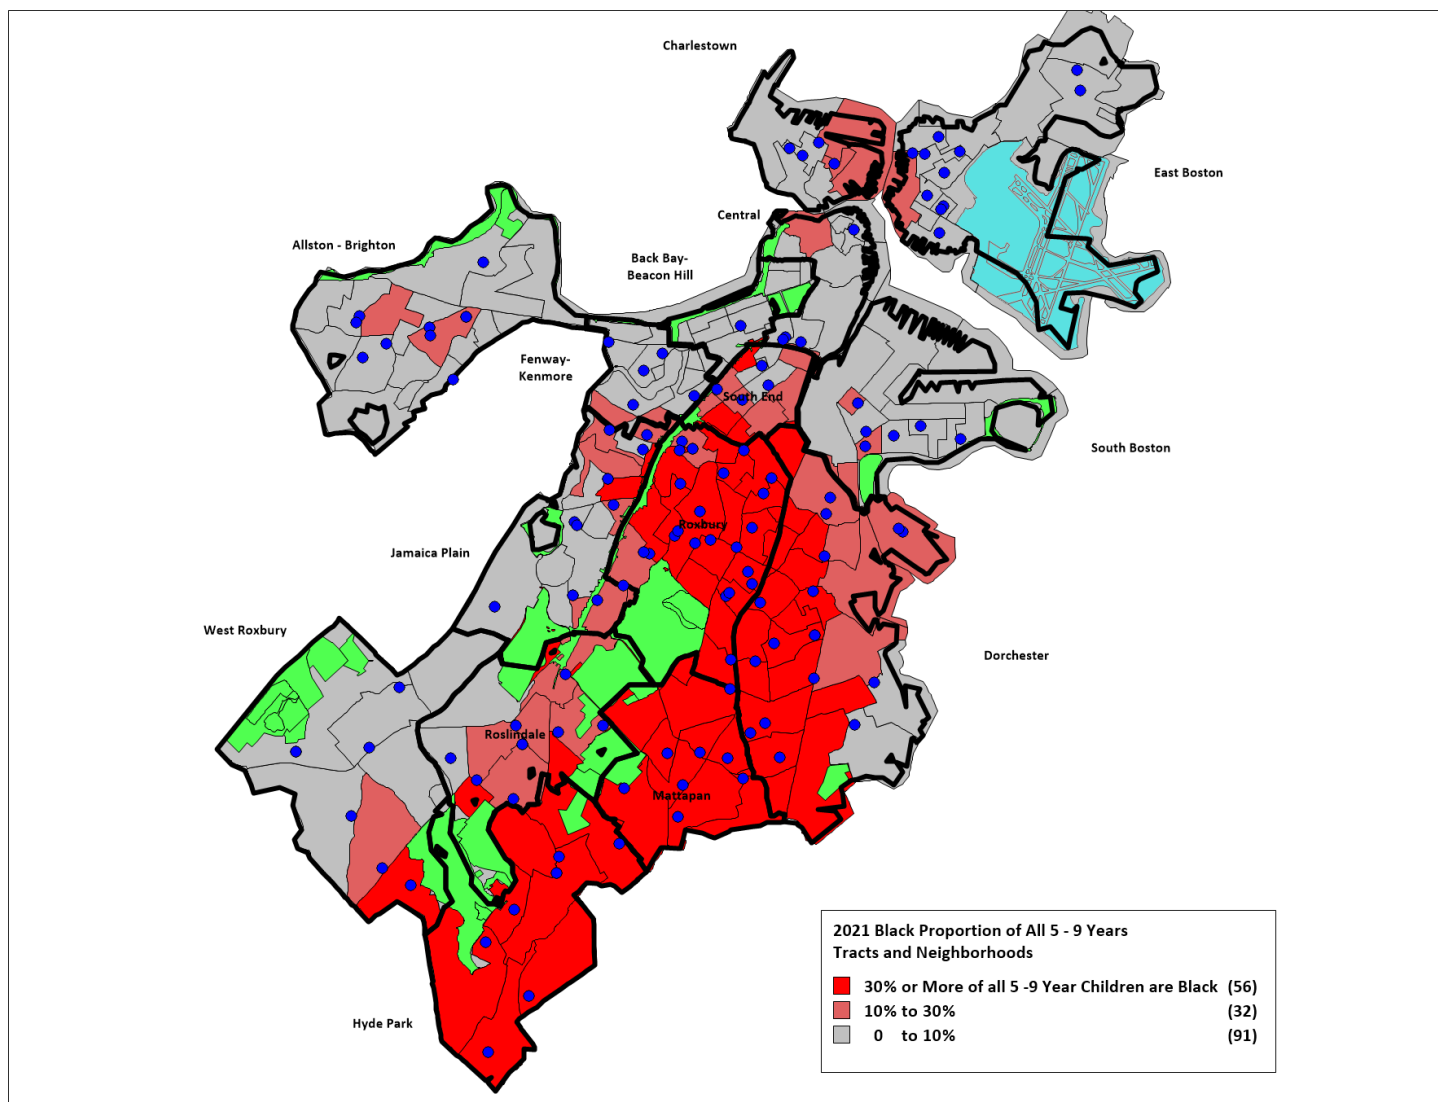 Charlestown
East Boston
Central
Allston - Brighton
Back Bay-
Beacon Hill
Fenway-
Kenmore
South End
South Boston
Roxbury
Jamaica Plain
West Roxbury
Dorchester
Roslindale
Mattapan
Hyde Park
2021 Black Proportion of All 5 - 9 Years
Tracts and Neighborhoods
30% or More of all 5 -9 Year Children are Black (56)
10% to 30% (32)
0 to 10% (91)